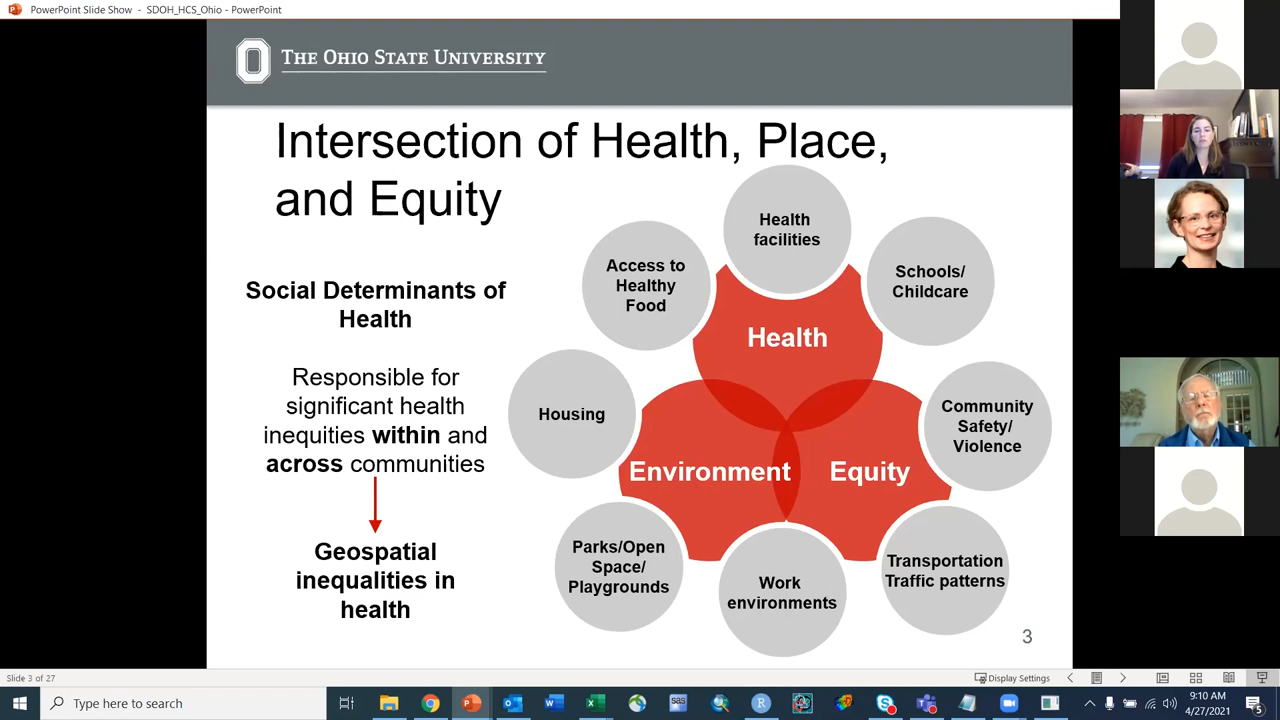 PowerPoint Slide Show - SDOH_HCS_Ohio - PowerPoint
THE OHIO STATE UNIVERSITY
Intersection of Health, Place,
and Equity
Social Determinants of
Health
Responsible for
significant health
inequities within and
across communities
Geospatial
inequalities in
health
Health
facilities
Access to
Healthy
Food
Schools/
Childcare
Health
Housing
Community
Safety/
Violence
Environment
Equity
Parks/Open
Space/
Playgrounds
Work
environments
Transportation
Traffic patterns
3
Slide 3 of 27
Display Settings
Type here to search
9:10 AM
4/27/2021